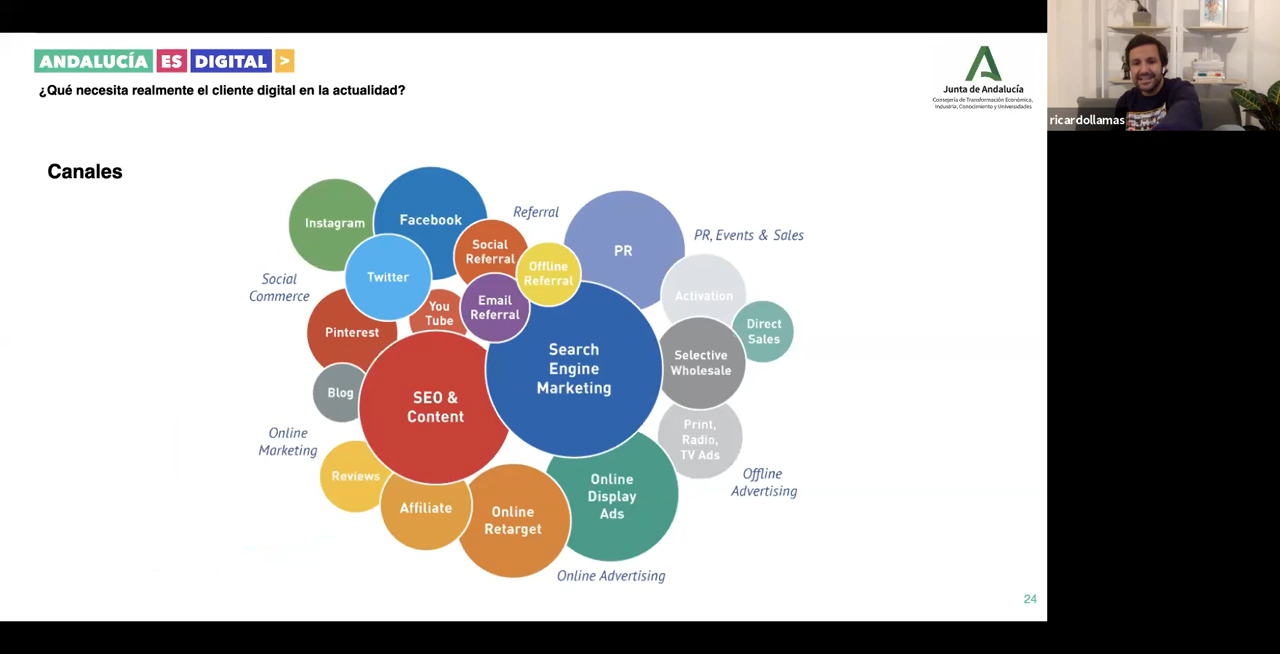 ANDALUCÍA ES DIGITAL >
¿Qué necesita realmente el cliente digital en la actualidad?
Junta de Andalucía
Consejería de Transformación Económica,
Industria, Conocimiento y Universidades
ricardollamas
Canales
Instagram
Facebook
Referral
Social
Referral
Offline
Referral
PR
PR, Events & Sales
Social
Commerce
Twitter
Email
Referral
You
Tube
Pinterest
Activation
Direct
Sales
Search
Engine
Marketing
Selective
Wholesale
Blog
SEO &
Content
Online
Marketing
Print,
Radio,
TV Ads
Offline
Advertising
Reviews
Affiliate
Online
Retarget
Online
Display
Ads
Online Advertising
24